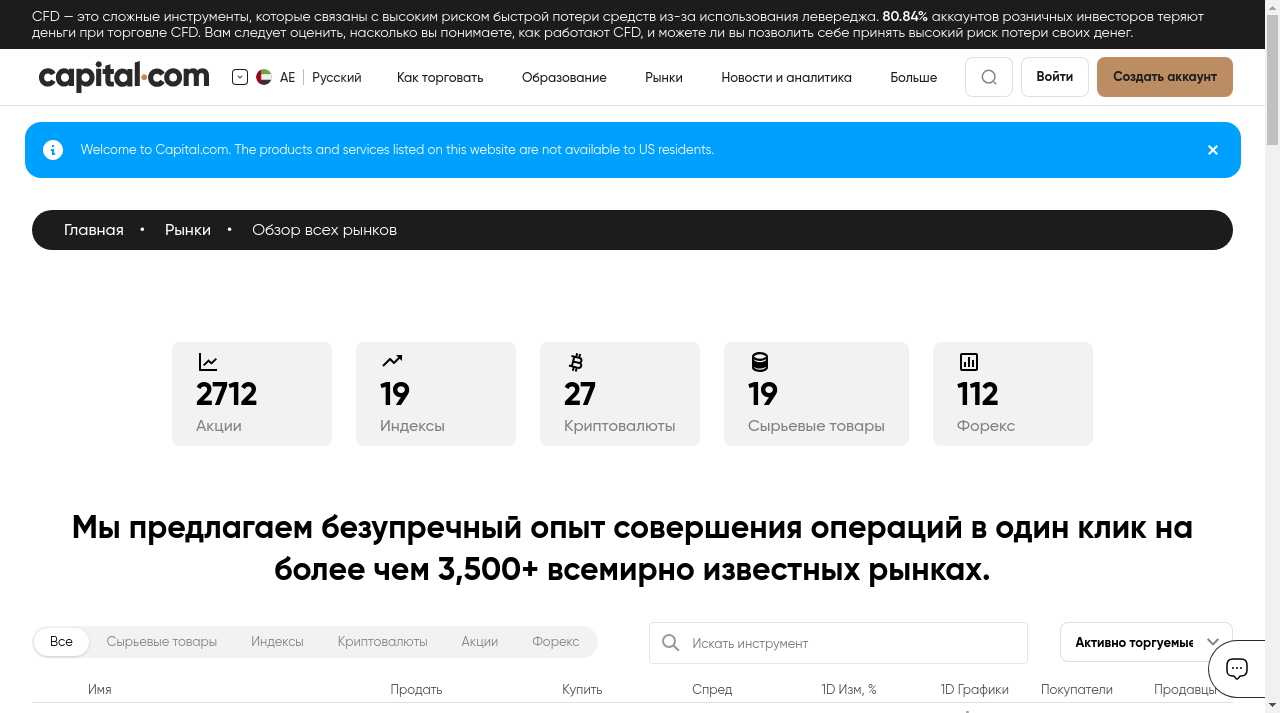 CFD — это сложные инструменты, которые связаны с высоким риском быстрой потери средств из-за использования левереджа. 80.84% аккаунтов розничных инвесторов теряют
деньги при торговле CFD. Вам следует оценить, насколько вы понимаете, как работают CFD, и можете ли вы позволить себе принять высокий риск потери своих денег.
capital.com AE Русский Как торговать Образование Рынки Новости и аналитика Больше Войти Создать аккаунт
Welcome to Capital.com. The products and services listed on this website are not available to US residents.
Главная • Рынки • Обзор всех рынков
2712 19 27 19 112
Акции Индексы Криптовалюты Сырьевые товары Форекс
Мы предлагаем безупречный опыт совершения операций в один клик на
более чем 3,500+ всемирно известных рынках.
Все Сырьевые товары Индексы Криптовалюты Акции Форекс Искать инструмент Активно торгуемые
Имя Продать Купить Спред 1D Изм, % 1D Графики Покупатели Продавцы